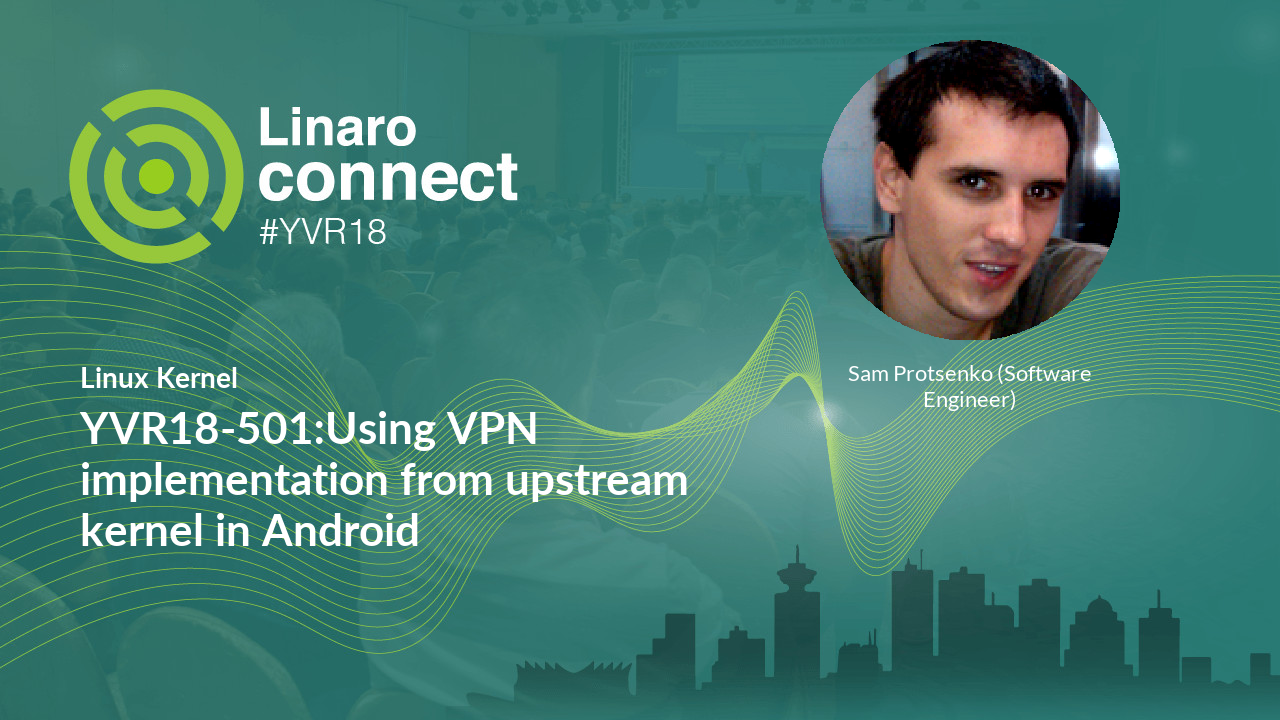 Linaro
connect
#YVR18
Linux Kernel
YVR18-501:Using VPN
implementation from upstream
kernel in Android
Sam Protsenko (Software
Engineer)